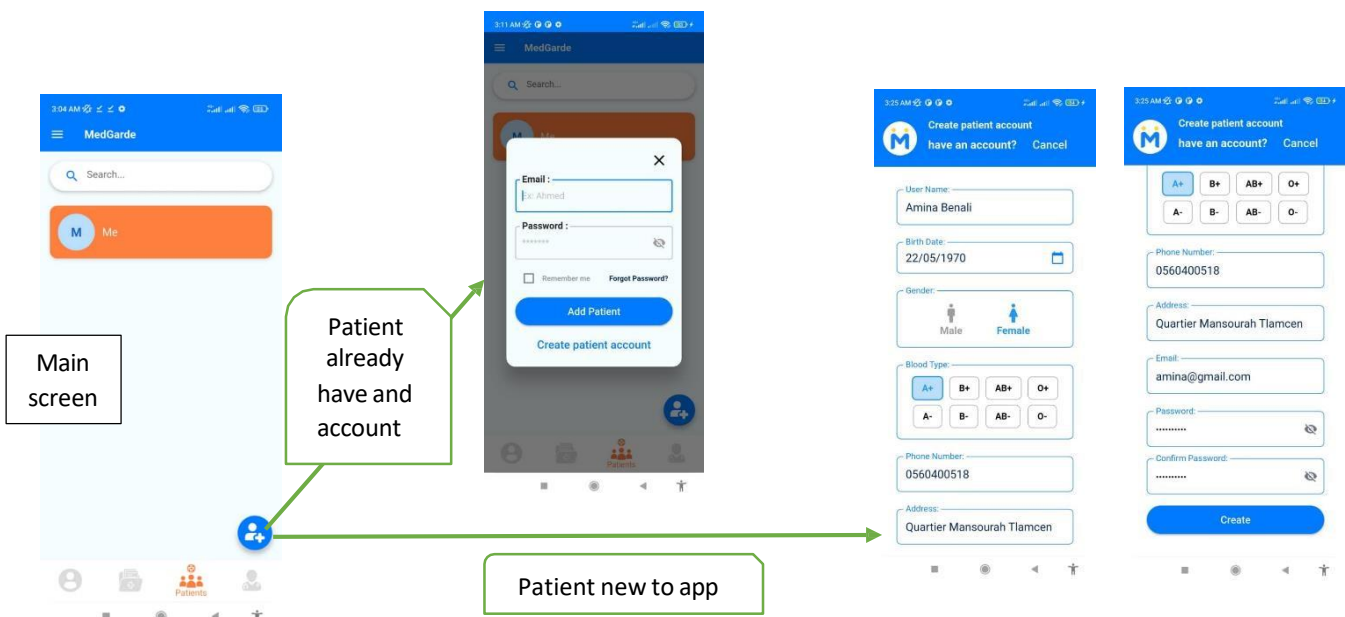 3:04 AM
MedGarde
Search...
M Me
Patients
Main
screen
Patient
already
have and
account
3:11 AM
MedGarde
Search...
M Me
Email :
Ex: Ahmed
Password :
*******
Remember me Forgot Password?
Add Patient
Create patient account
Patients
Patient new to app
3:25 AM
Create patient account
M have an account? Cancel
User Name:
Amina Benali
Birth Date:
22/05/1970
Gender:
Male Female
Blood Type:
A+ B+ AB+ O+
A- B- AB- O-
Phone Number:
0560400518
Address:
Quartier Mansourah Tlamcen
3:25 AM
Create patient account
M have an account? Cancel
A+ B+ AB+ O+
A- B- AB- O-
Phone Number:
0560400518
Address:
Quartier Mansourah Tlamcen
Email:
amina@gmail.com
Password:
••••••••••
Confirm Password:
••••••••••
Create